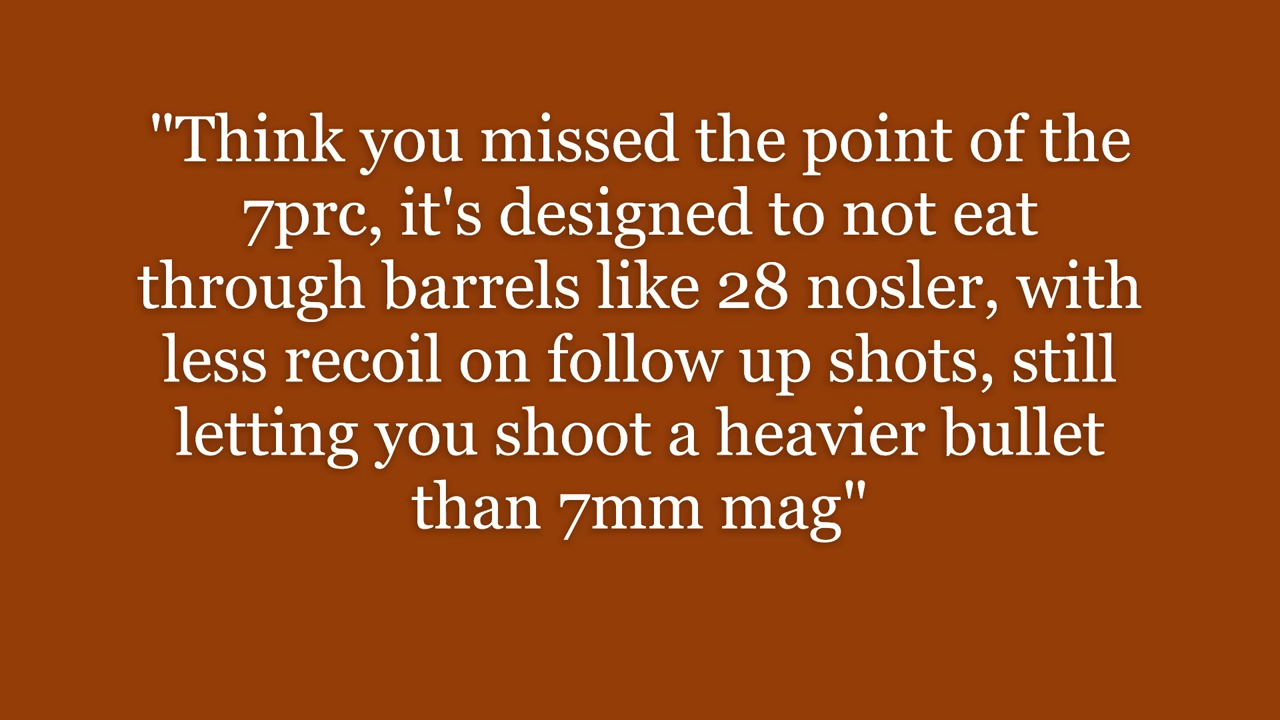 "Think you missed the point of the
7prc, it's designed to not eat
through barrels like 28 nosler, with
less recoil on follow up shots, still
letting you shoot a heavier bullet
than 7mm mag"